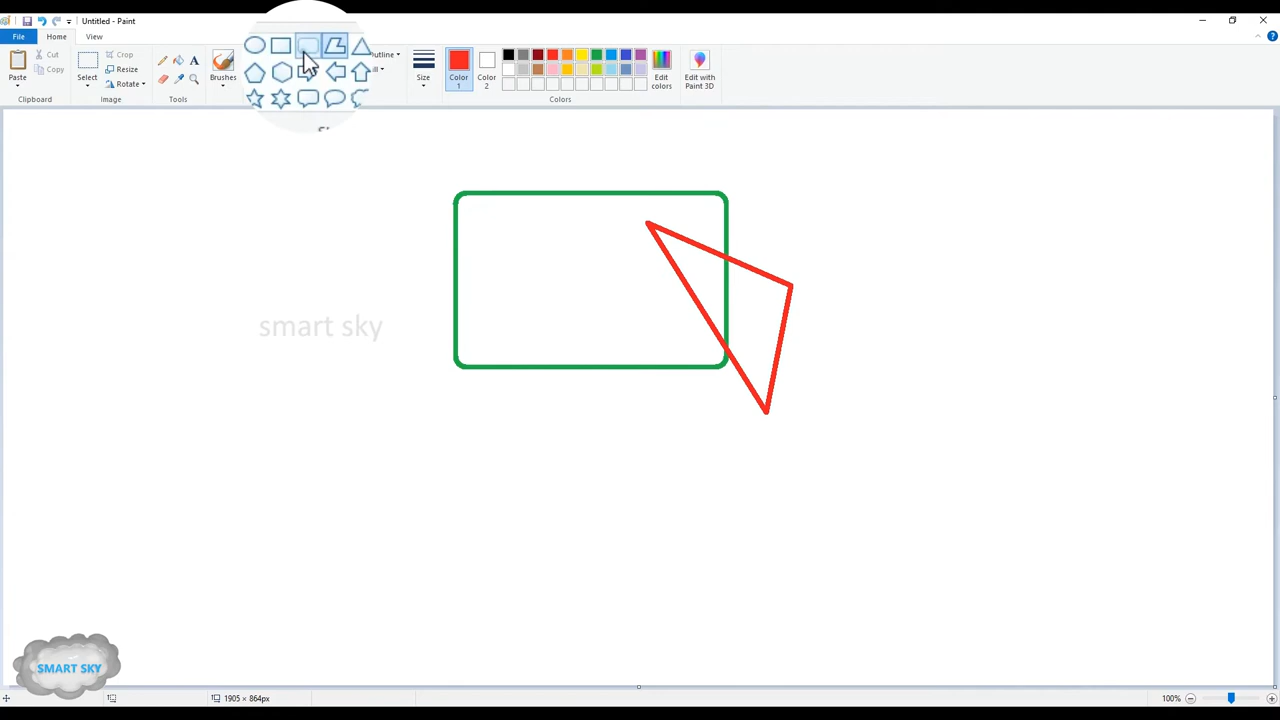 Untitled - Paint
File
Home
View
Paste
Cut
Copy
Clipboard
Select
Crop
Resize
Rotate
Image
A
Tools
Brushes
Size
Color
1
Color
2
Edit
colors
Edit with
Paint 3D
Colors
smart sky
SMART SKY
1905 × 864px
100%